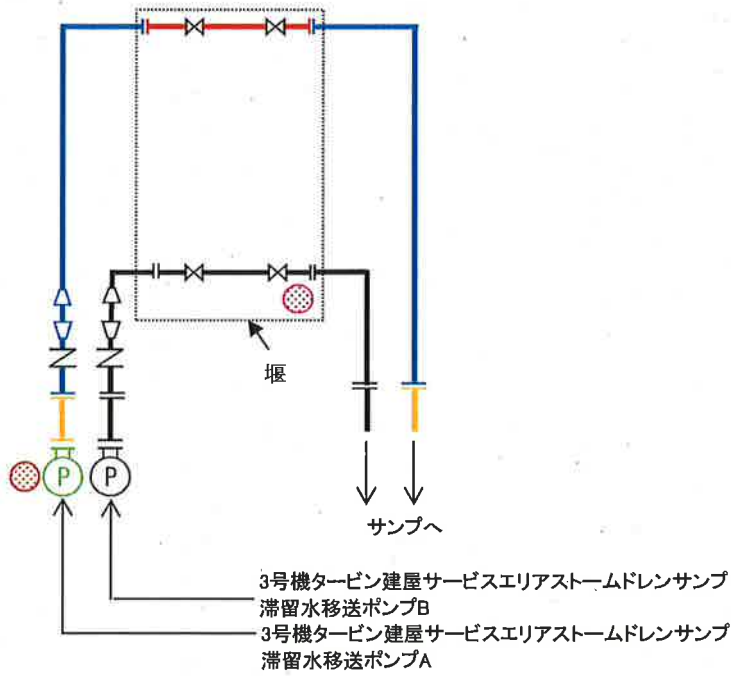 堰
P
P
サンプへ
3号機タービン建屋サービスエリアストームドレンサンプ
滞留水移送ポンプB
3号機タービン建屋サービスエリアストームドレンサンプ
滞留水移送ポンプA